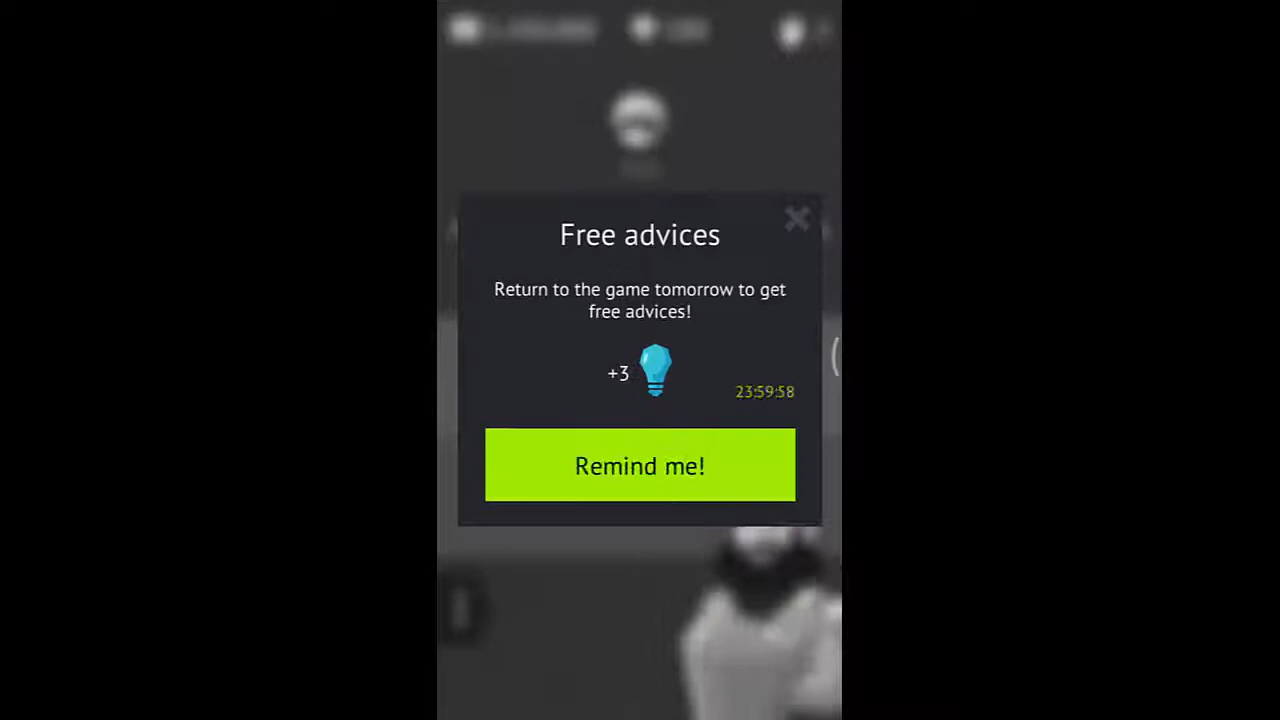 Free advices
Return to the game tomorrow to get
free advices!
+3
23:59:58
Remind me!